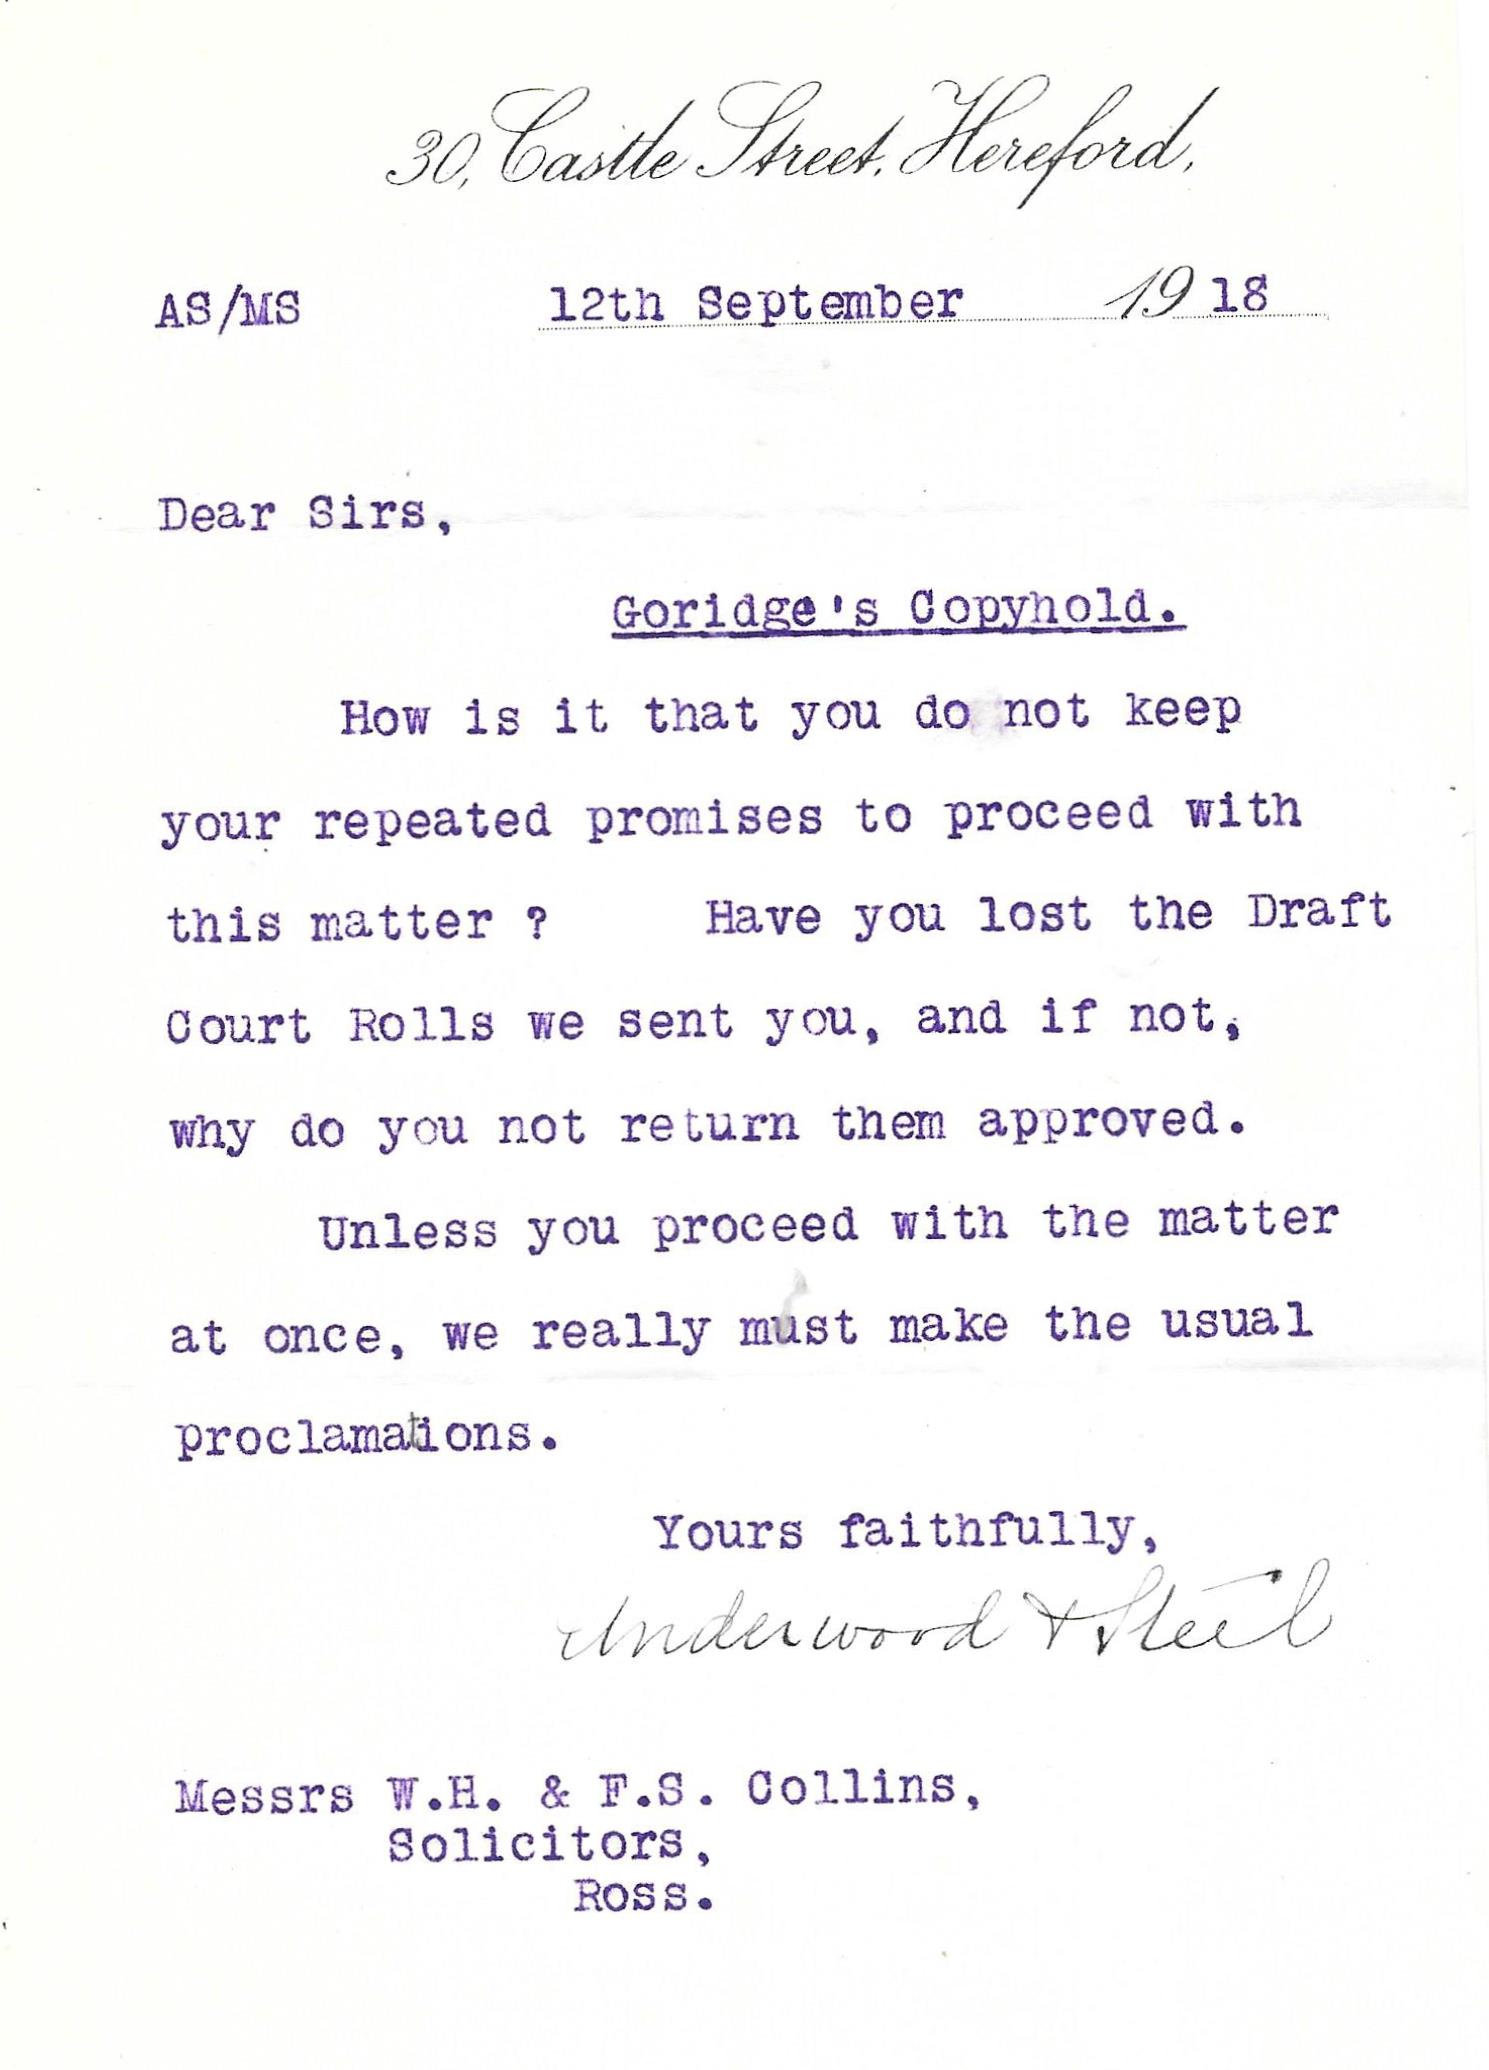 30, Castle Street, Hereford,
AS/MS 12th September 1918
Dear Sirs,
Goridge's Copyhold.
How is it that you do not keep
your repeated promises to proceed with
this matter ? Have you lost the Draft
Court Rolls we sent you, and if not,
why do you not return them approved.
Unless you proceed with the matter
at once, we really must make the usual
proclamations.
Yours faithfully,
Underwood & Steel
Messrs W.H. & F.S. Collins,
Solicitors,
Ross.